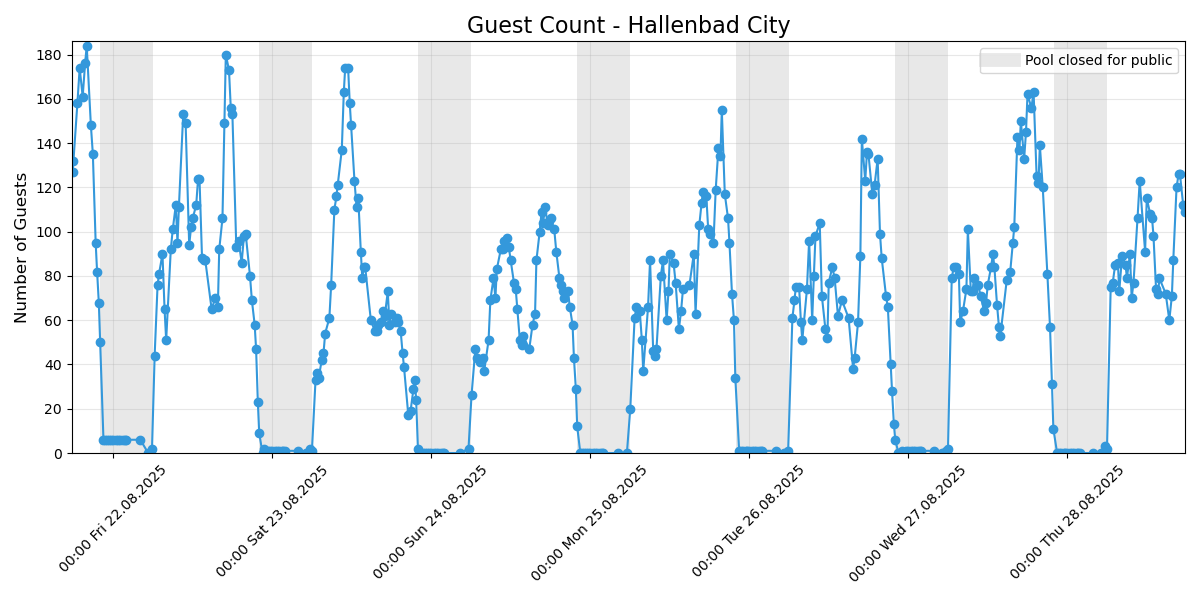 Guest Count - Hallenbad City
Pool closed for public
Number of Guests
180
160
140
120
100
80
60
40
20
0
00:00 Fri 22.08.2025
00:00 Sat 23.08.2025
00:00 Sun 24.08.2025
00:00 Mon 25.08.2025
00:00 Tue 26.08.2025
00:00 Wed 27.08.2025
00:00 Thu 28.08.2025